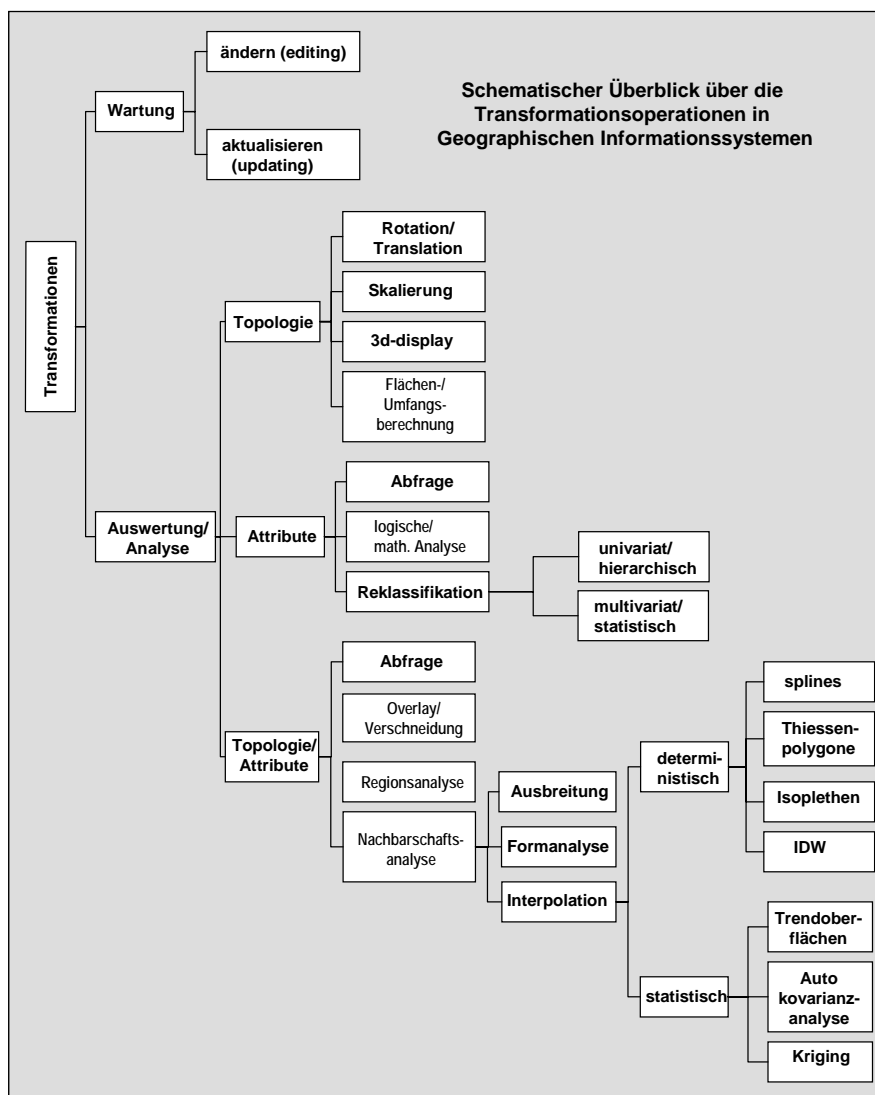 Schematischer Überblick über die
Transformationsoperationen in
Geographischen Informationssystemen
Transformationen
Wartung
ändern (editing)
aktualisieren
(updating)
Auswertung/
Analyse
Topologie
Rotation/
Translation
Skalierung
3d-display
Flächen-/
Umfangs-
berechnung
Attribute
Abfrage
logische/
math. Analyse
Reklassifikation
univariat/
hierarchisch
multivariat/
statistisch
Topologie/
Attribute
Abfrage
Overlay/
Verschneidung
Regionsanalyse
Nachbarschafts-
analyse
Ausbreitung
Formanalyse
Interpolation
determi-
nistisch
splines
Thiessen-
polygone
Isoplethen
IDW
statistisch
Trendober-
flächen
Auto
kovarianz-
analyse
Kriging